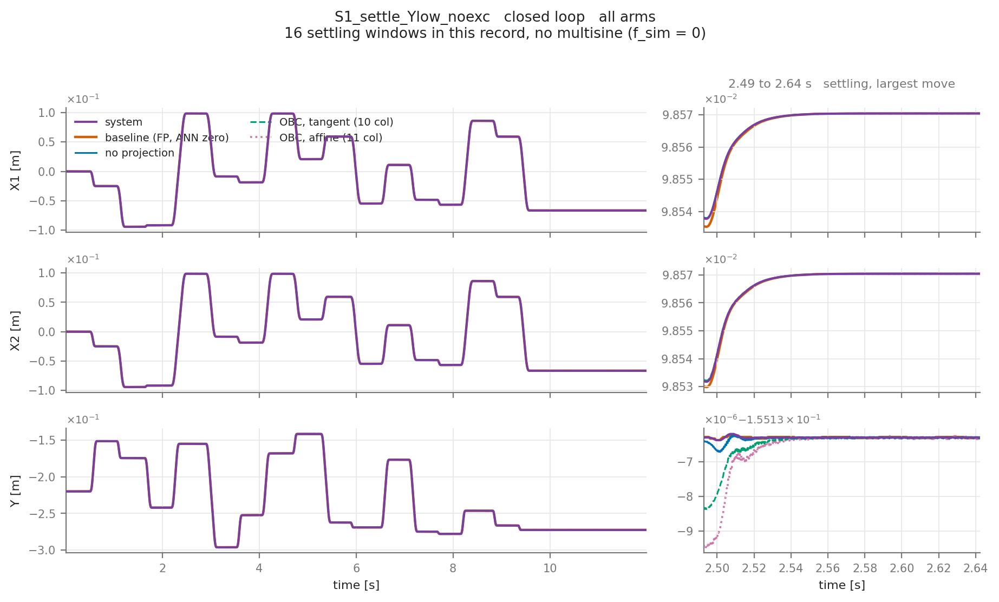 S1_settle_Ylow_noexc   closed loop   all arms
16 settling windows in this record, no multisine (f_sim = 0)
2.49 to 2.64 s   settling, largest move
×10⁻¹
1.0
0.5
0.0
−0.5
−1.0
X1 [m]
system
baseline (FP, ANN zero)
no projection
OBC, tangent (10 col)
OBC, affine (11 col)
×10⁻²
9.857
9.856
9.855
9.854
×10⁻¹
1.0
0.5
0.0
−0.5
−1.0
X2 [m]
×10⁻²
9.857
9.856
9.855
9.854
9.853
×10⁻¹
−1.5
−2.0
−2.5
−3.0
Y [m]
2 4 6 8 10
time [s]
×10⁻⁶−1.5513 × 10⁻¹
−7
−8
−9
2.50 2.52 2.54 2.56 2.58 2.60 2.62 2.64
time [s]